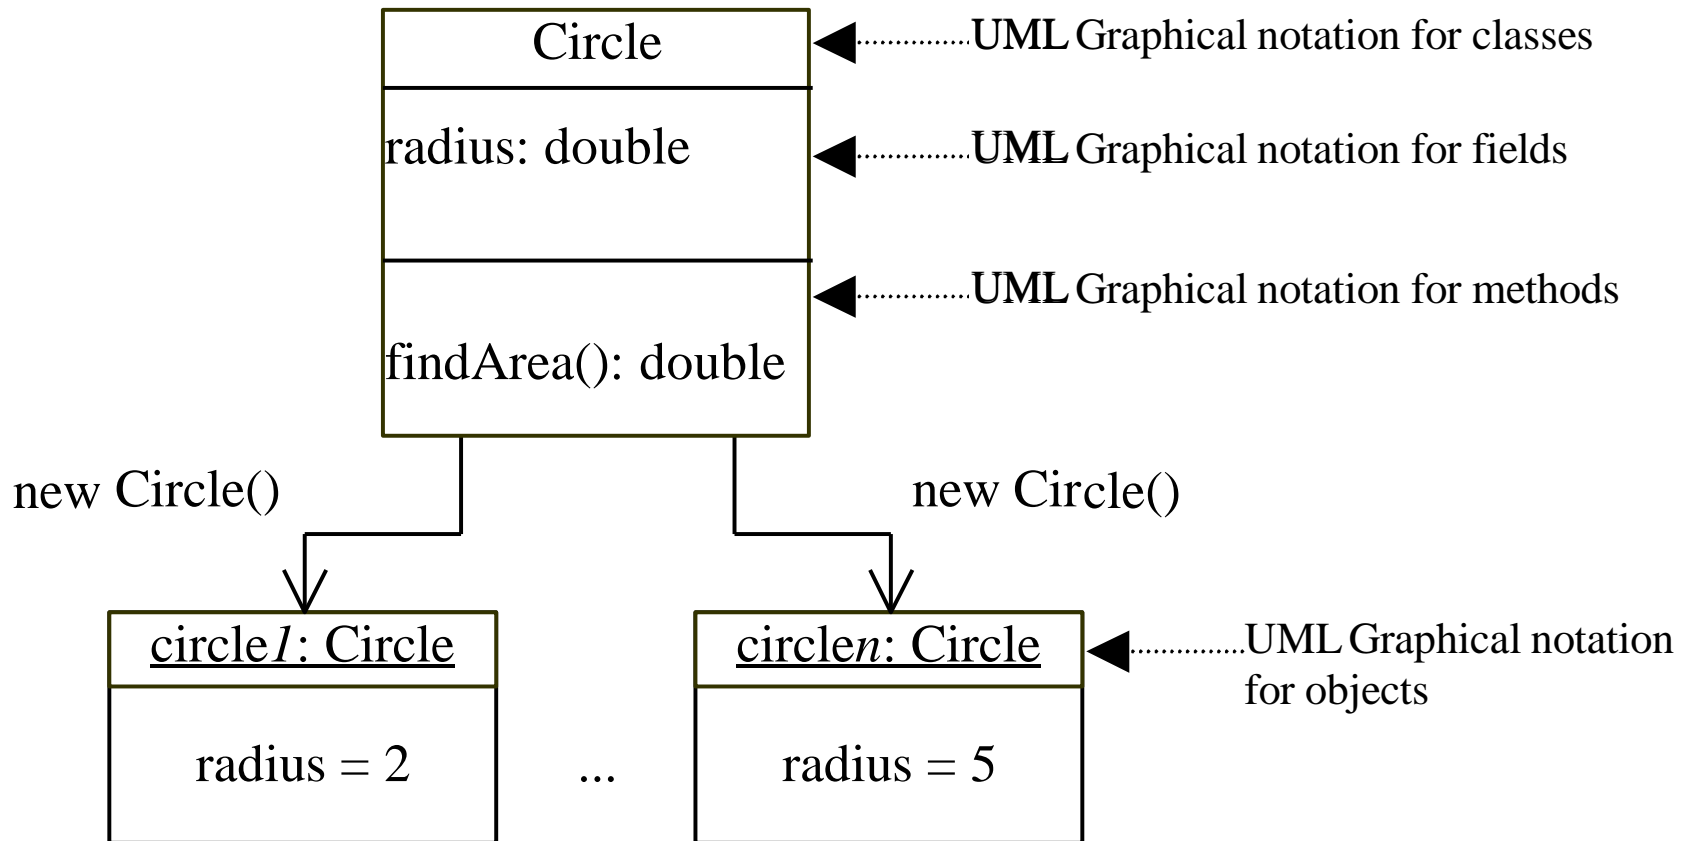 Circle
UML Graphical notation for classes
radius: double
UML Graphical notation for fields
UML Graphical notation for methods
findArea(): double
new Circle()
new Circle()
circle1: Circle
circlen: Circle
UML Graphical notation
for objects
radius = 2
...
radius = 5